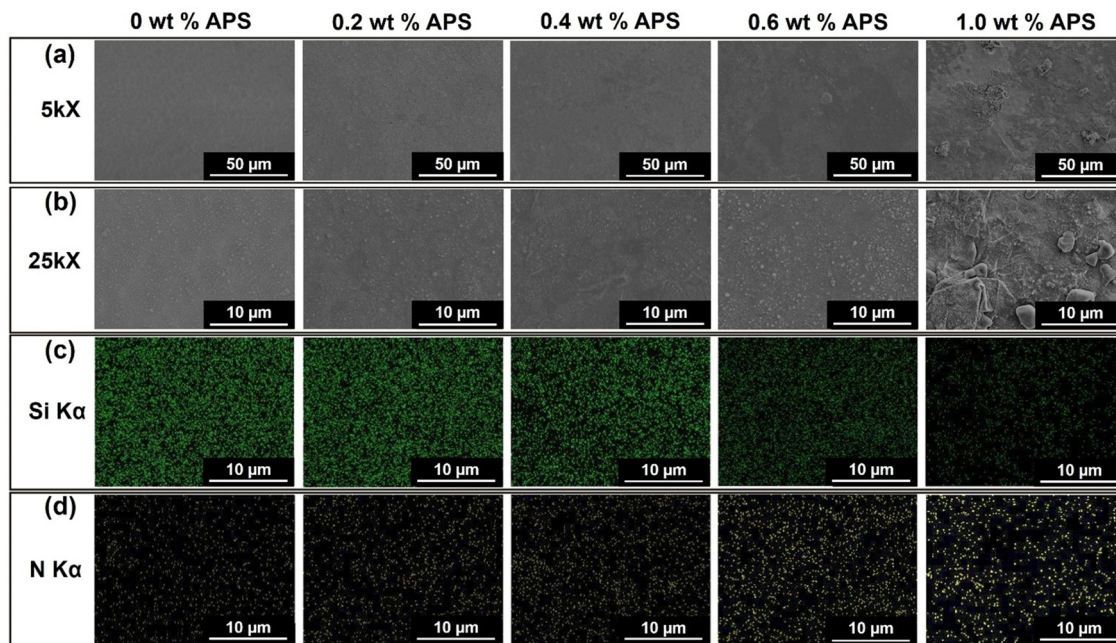 0 wt % APS 0.2 wt % APS 0.4 wt % APS 0.6 wt % APS 1.0 wt % APS
(a)
5kX
50 µm 50 µm 50 µm 50 µm 50 µm
(b)
25kX
10 µm 10 µm 10 µm 10 µm 10 µm
(c)
Si Kα
10 µm 10 µm 10 µm 10 µm 10 µm
(d)
N Kα
10 µm 10 µm 10 µm 10 µm 10 µm